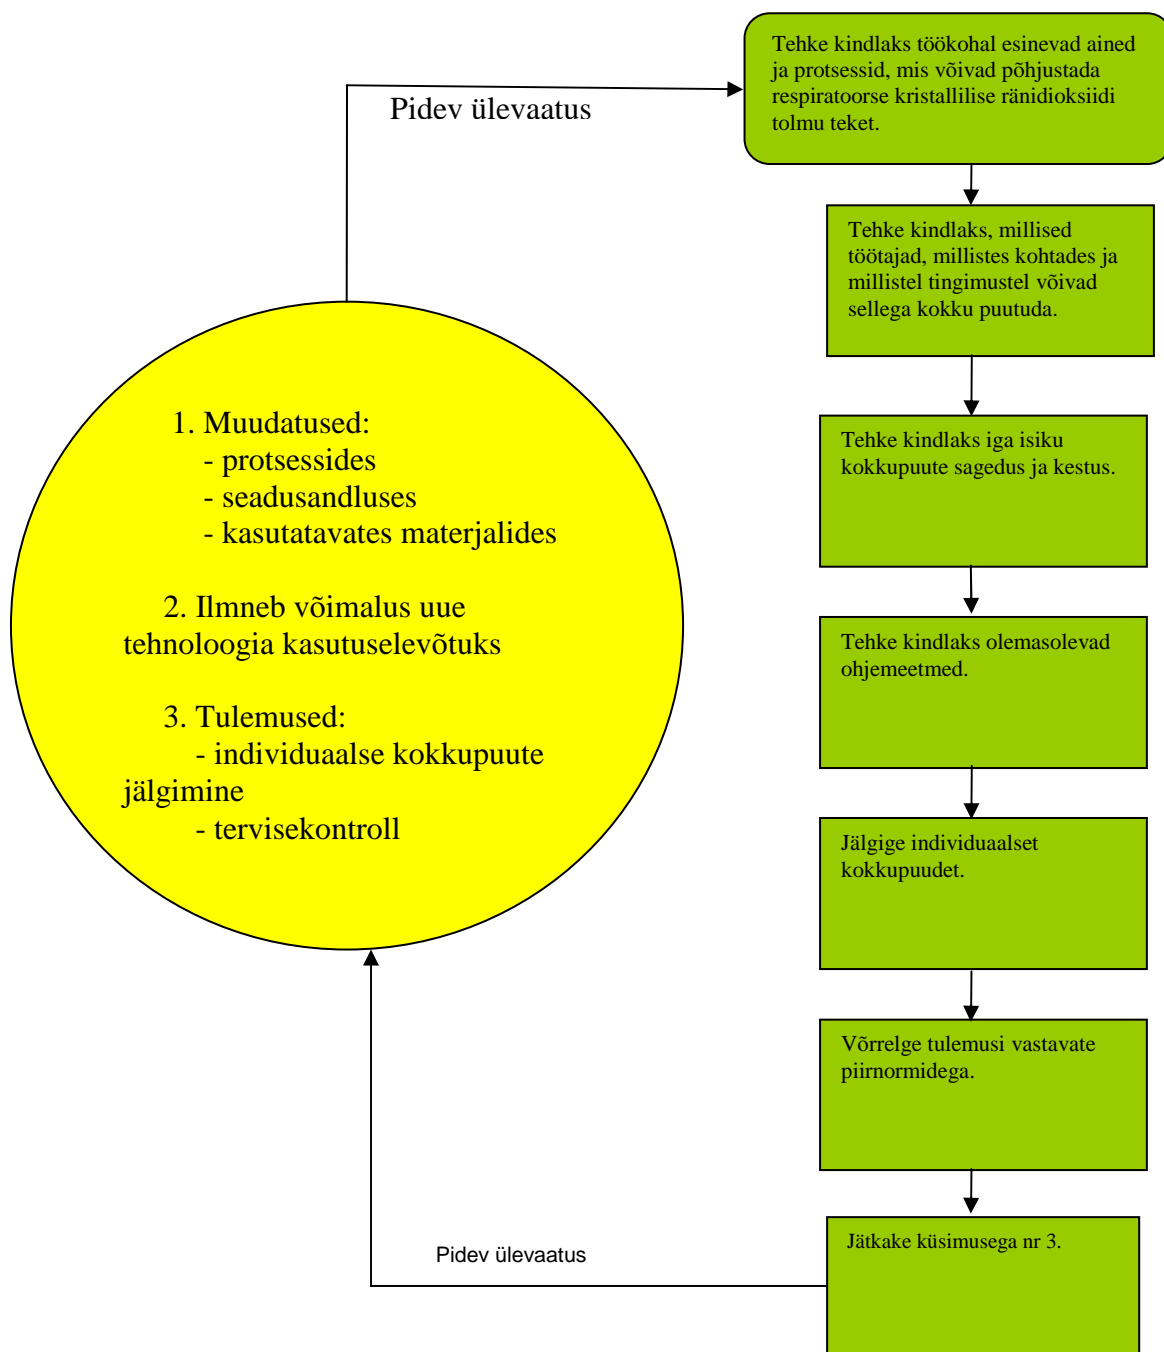 Pidev ülevaatus
Tehke kindlaks töökohal esinevad ained
ja protsessid, mis võivad põhjustada
respiratoorse kristallilise ränidioksiidi
tolmu teket.
Tehke kindlaks, millised
töötajad, millistes kohtades ja
millistel tingimustel võivad
sellega kokku puutuda.
Tehke kindlaks iga isiku
kokkupuute sagedus ja kestus.
Tehke kindlaks olemasolevad
ohjemeetmed.
Jälgige individuaalset
kokkupuudet.
Võrrelge tulemusi vastavate
piirnormidega.
Jätkake küsimusega nr 3.
Pidev ülevaatus
1. Muudatused:
- protsessides
- seadusandluses
- kasutatavates materjalides
2. Ilmneb võimalus uue
tehnoloogia kasutuselevõtuks
3. Tulemused:
- individuaalse kokkupuute
jälgimine
- tervisekontroll